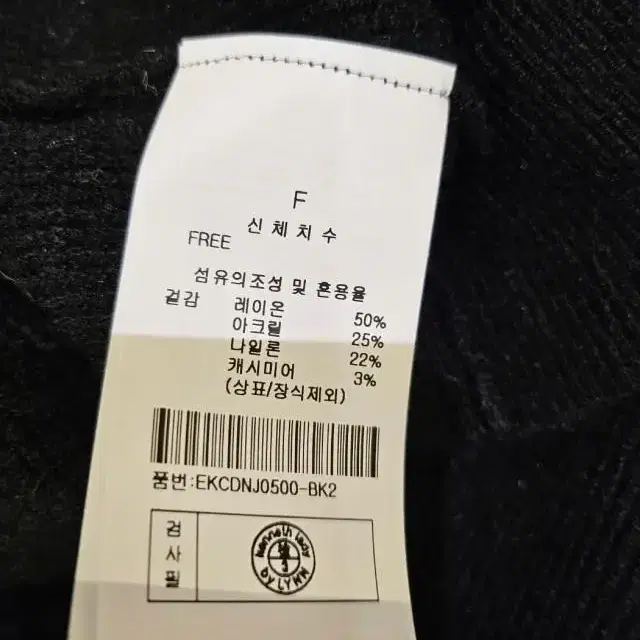 F
신체치수
FREE
섬유의조성 및 혼용율
겉감 레이온 50%
아크릴 25%
나일론 22%
캐시미어 3%
(상표/장식제외)
품번:EKCDNJ0500-BK2
검사필
kenneth lady
by LYNN